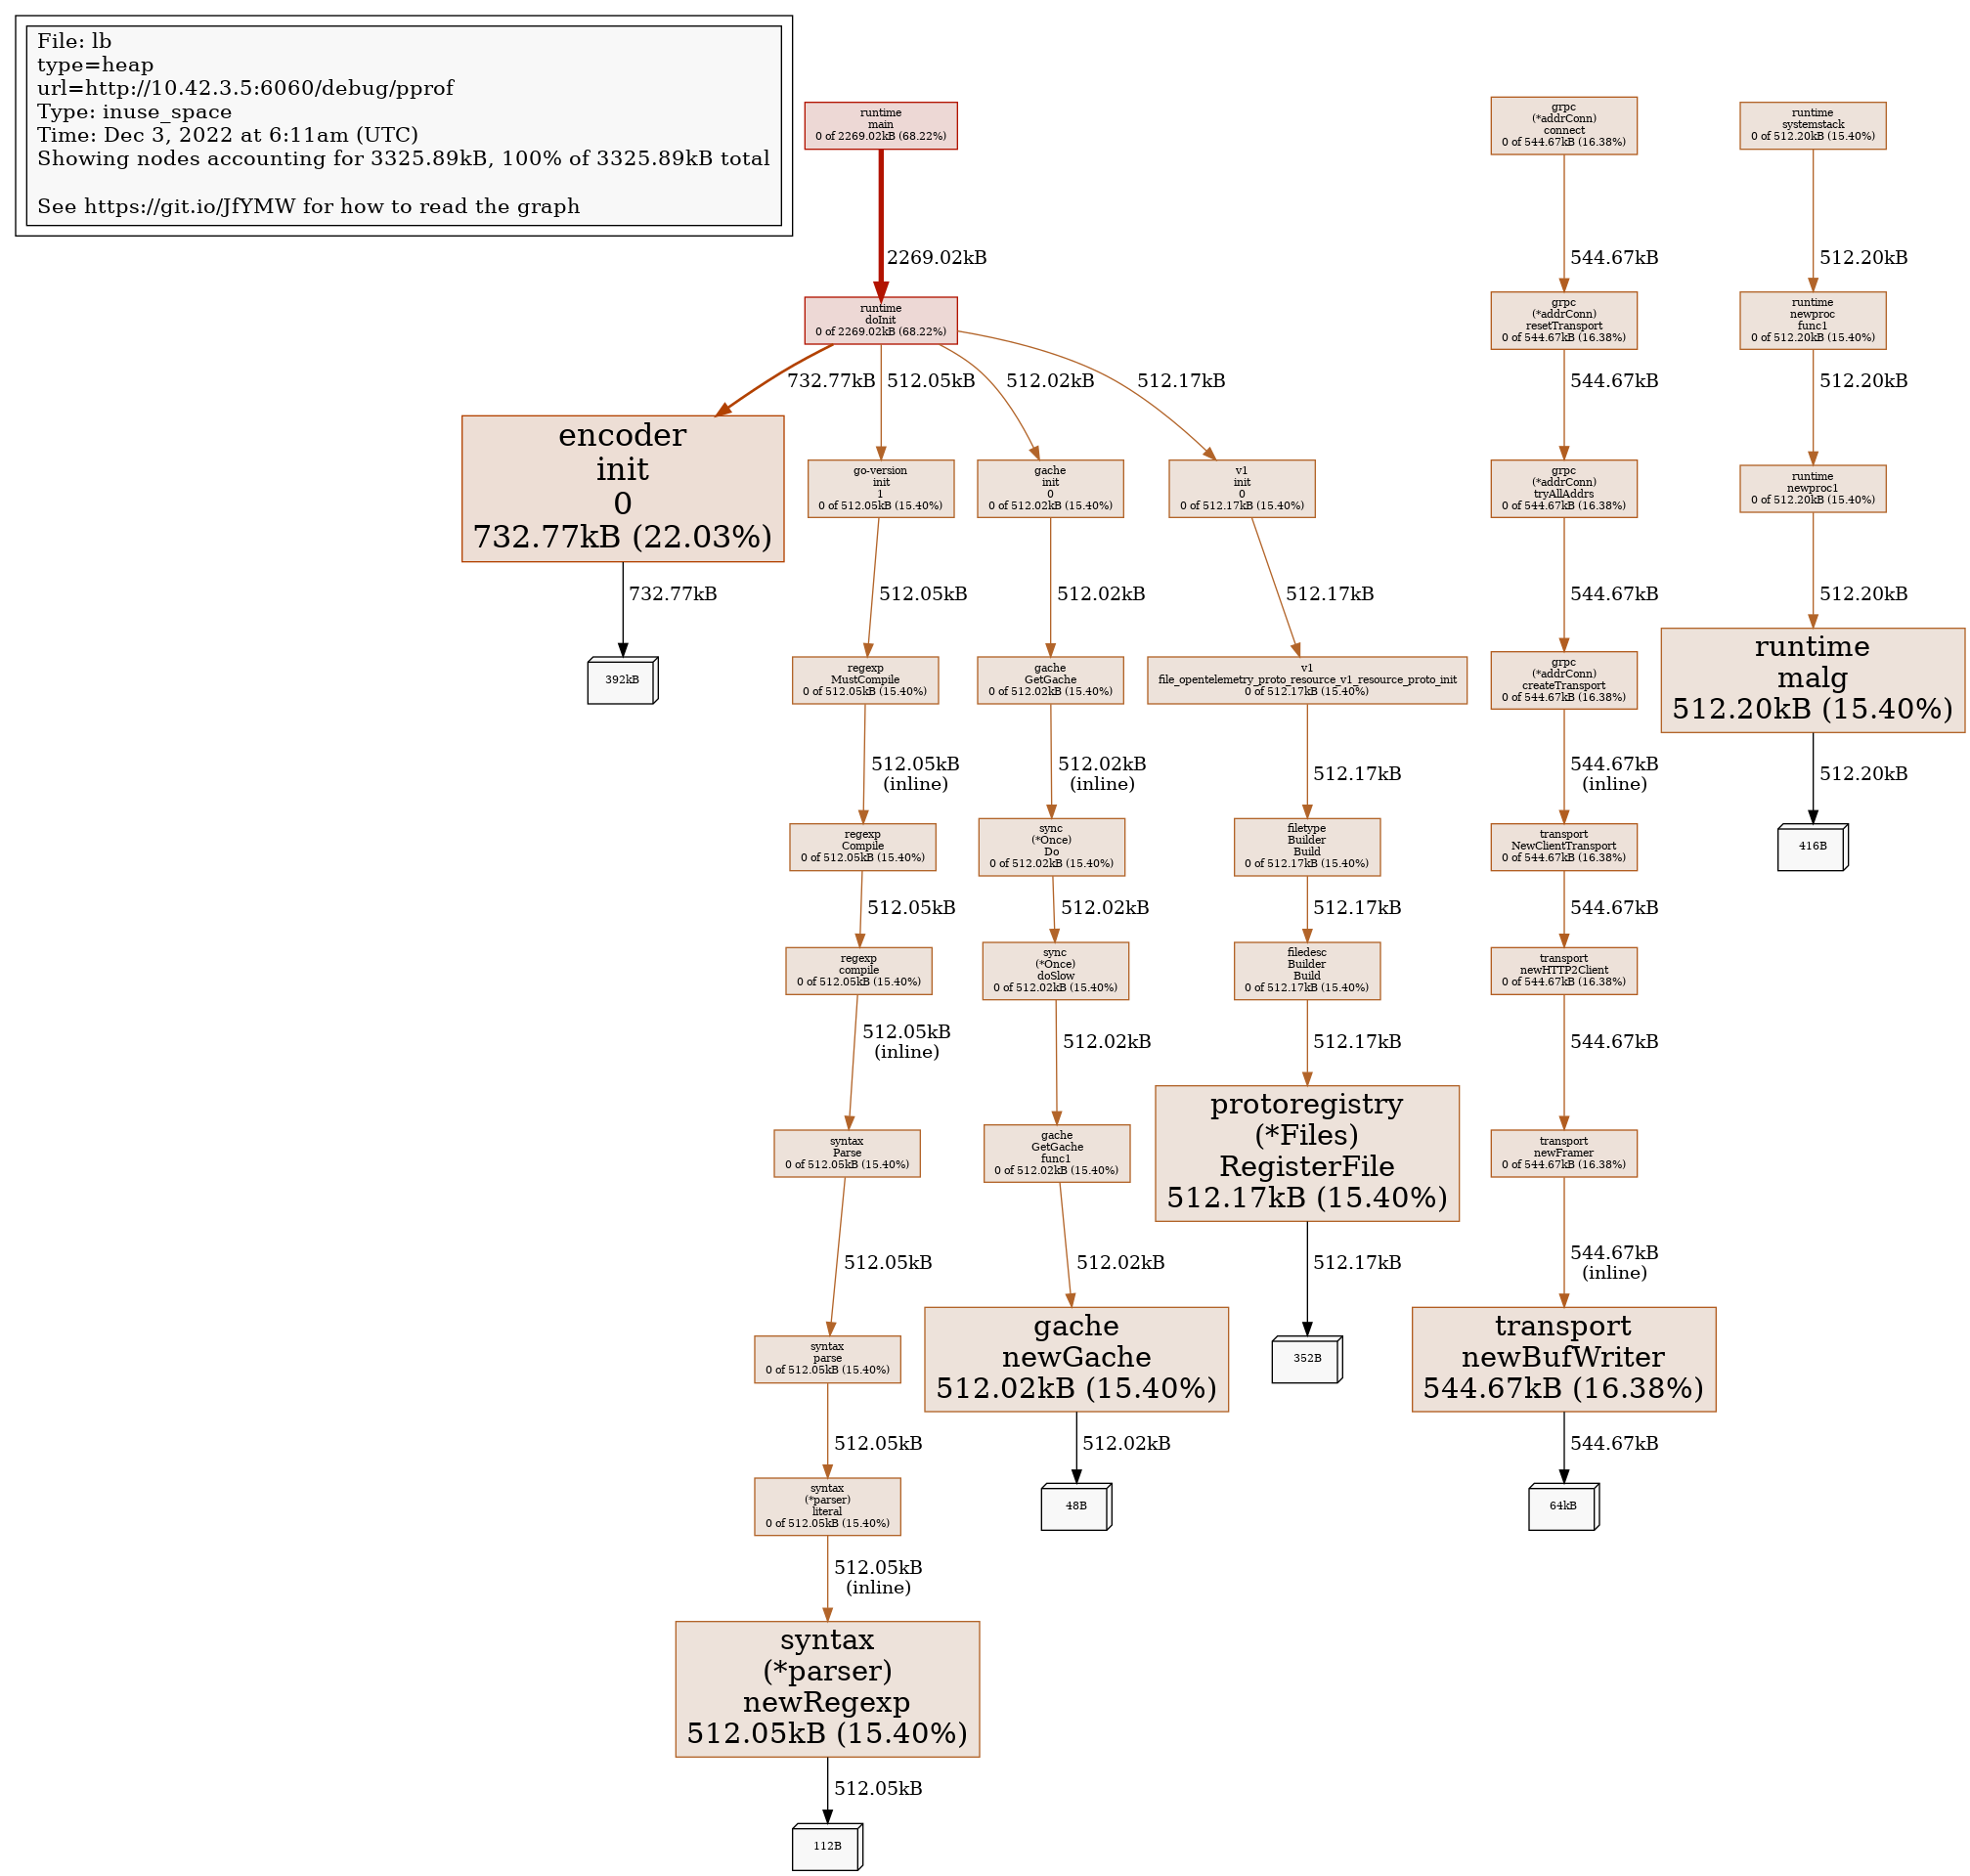 File: lb
type=heap
url=http://10.42.3.5:6060/debug/pprof
Type: inuse_space
Time: Dec 3, 2022 at 6:11am (UTC)
Showing nodes accounting for 3325.89kB, 100% of 3325.89kB total
See https://git.io/JfYMW for how to read the graph
runtime
main
0 of 2269.02kB (68.22%)
grpc
(*addrConn)
connect
0 of 544.67kB (16.38%)
runtime
systemstack
0 of 512.20kB (15.40%)
2269.02kB
544.67kB
512.20kB
runtime
doInit
0 of 2269.02kB (68.22%)
grpc
(*addrConn)
resetTransport
0 of 544.67kB (16.38%)
runtime
newproc
func1
0 of 512.20kB (15.40%)
732.77kB
512.05kB
512.02kB
512.17kB
544.67kB
512.20kB
encoder
init
0
732.77kB (22.03%)
go-version
init
1
0 of 512.05kB (15.40%)
gache
init
0
0 of 512.02kB (15.40%)
v1
init
0
0 of 512.17kB (15.40%)
grpc
(*addrConn)
tryAllAddrs
0 of 544.67kB (16.38%)
runtime
newproc1
0 of 512.20kB (15.40%)
732.77kB
512.05kB
512.02kB
512.17kB
544.67kB
512.20kB
392kB
regexp
MustCompile
0 of 512.05kB (15.40%)
gache
GetGache
0 of 512.02kB (15.40%)
v1
file_opentelemetry_proto_resource_v1_resource_proto_init
0 of 512.17kB (15.40%)
grpc
(*addrConn)
createTransport
0 of 544.67kB (16.38%)
runtime
malg
512.20kB (15.40%)
512.05kB
(inline)
512.02kB
(inline)
512.17kB
544.67kB
(inline)
512.20kB
regexp
Compile
0 of 512.05kB (15.40%)
sync
(*Once)
Do
0 of 512.02kB (15.40%)
filetype
Builder
Build
0 of 512.17kB (15.40%)
transport
NewClientTransport
0 of 544.67kB (16.38%)
416B
512.05kB
512.02kB
512.17kB
544.67kB
regexp
compile
0 of 512.05kB (15.40%)
sync
(*Once)
doSlow
0 of 512.02kB (15.40%)
filedesc
Builder
Build
0 of 512.17kB (15.40%)
transport
newHTTP2Client
0 of 544.67kB (16.38%)
512.05kB
(inline)
512.02kB
512.17kB
544.67kB
syntax
Parse
0 of 512.05kB (15.40%)
gache
GetGache
func1
0 of 512.02kB (15.40%)
protoregistry
(*Files)
RegisterFile
512.17kB (15.40%)
transport
newFramer
0 of 544.67kB (16.38%)
512.05kB
512.02kB
512.17kB
544.67kB
(inline)
syntax
parse
0 of 512.05kB (15.40%)
gache
newGache
512.02kB (15.40%)
352B
transport
newBufWriter
544.67kB (16.38%)
512.05kB
512.02kB
544.67kB
syntax
(*parser)
literal
0 of 512.05kB (15.40%)
48B
64kB
512.05kB
(inline)
syntax
(*parser)
newRegexp
512.05kB (15.40%)
512.05kB
112B